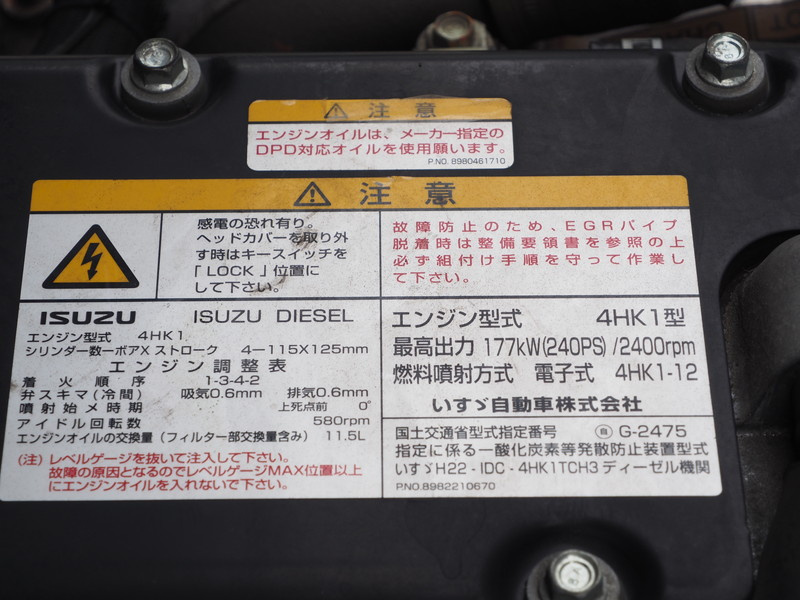 注意
エンジンオイルは、メーカー指定の
DPD対応オイルを使用願います。
P.NO. 8980461710
注意
感電の恐れ有り。
ヘッドカバーを取り外
す時はキースイッチを
「LOCK」位置に
して下さい。
故障防止のため、EGRパイプ
脱着時は整備要領書を参照の上
必ず組付け手順を守って作業し
て下さい。
ISUZU ISUZU DIESEL
エンジン型式 4HK1
シリンダー数ーボアX ストローク 4－115X125mm
エンジン調整表
着火順序 1-3-4-2
弁スキマ(冷間) 吸気0.6mm 排気0.6mm
噴射始メ時期 上死点前 0°
アイドル回転数 580rpm
エンジンオイルの交換量 (フィルター部交換量含み) 11.5L
(注) レベルゲージを抜いて注入して下さい。
故障の原因となるのでレベルゲージMAX位置以上
にエンジンオイルを入れないで下さい。
エンジン型式 4HK1型
最高出力 177kW(240PS)/2400rpm
燃料噴射方式 電子式 4HK1-12
いすゞ自動車株式会社
国土交通省型式指定番号 G-2475
指定に係る一酸化炭素等発散防止装置型式
いすゞH22-IDC-4HK1TCH3ディーゼル機関
P.NO. 8982210670